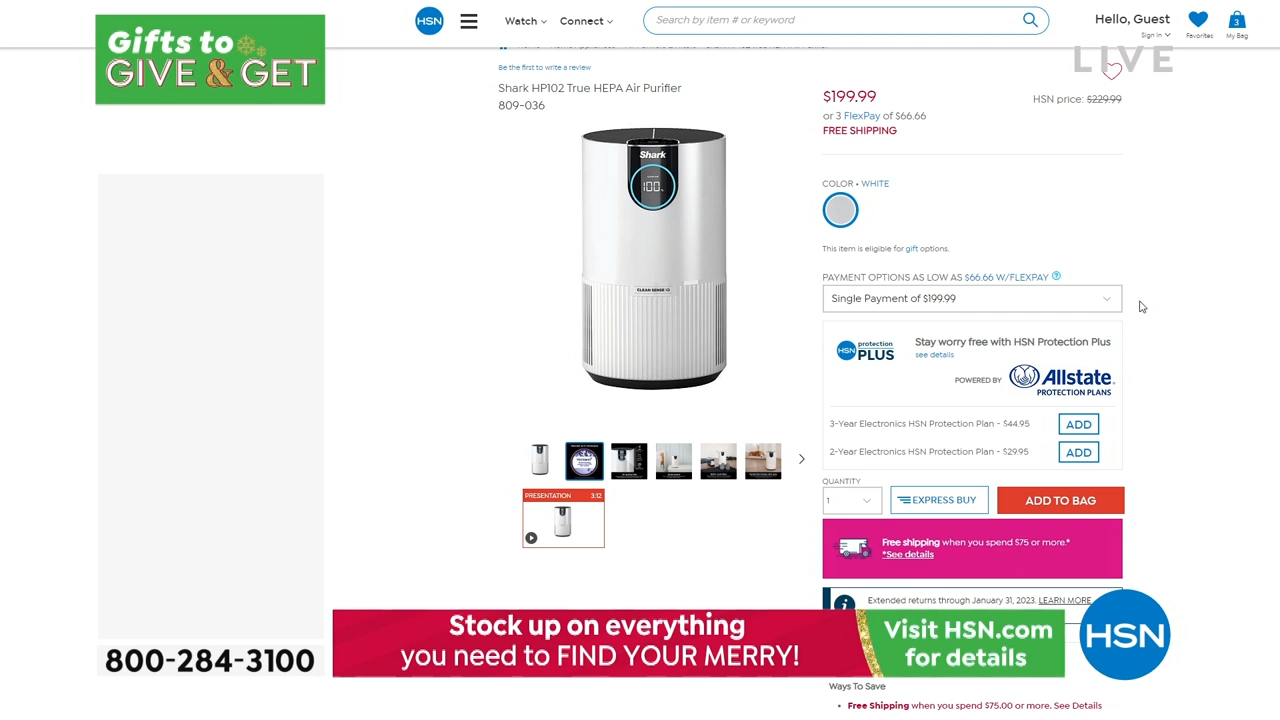 Gifts to
GIVE & GET
HSN
Watch
Connect
Search by item # or keyword
Hello, Guest
Sign in
Favorites
3
My Bag
LIVE
Be the first to write a review
Shark HP102 True HEPA Air Purifier
809-036
$199.99
HSN price: $229.99
or 3 FlexPay of $66.66
FREE SHIPPING
COLOR • WHITE
This item is eligible for gift options.
PAYMENT OPTIONS AS LOW AS $66.66 W/FLEXPAY ?
Single Payment of $199.99
HSN protection PLUS
Stay worry free with HSN Protection Plus
see details
POWERED BY Allstate.
PROTECTION PLANS
3-Year Electronics HSN Protection Plan - $44.95
ADD
2-Year Electronics HSN Protection Plan - $29.95
ADD
QUANTITY
1
EXPRESS BUY
ADD TO BAG
Free shipping when you spend $75 or more.*
*See details
Extended returns through January 31, 2023. LEARN MORE
Shark
100%
CLEAN SENSE IQ
PRESENTATION 3:12
800-284-3100
Stock up on everything
you need to FIND YOUR MERRY!
Visit HSN.com
for details
HSN
Ways To Save
• Free Shipping when you spend $75.00 or more. See Details